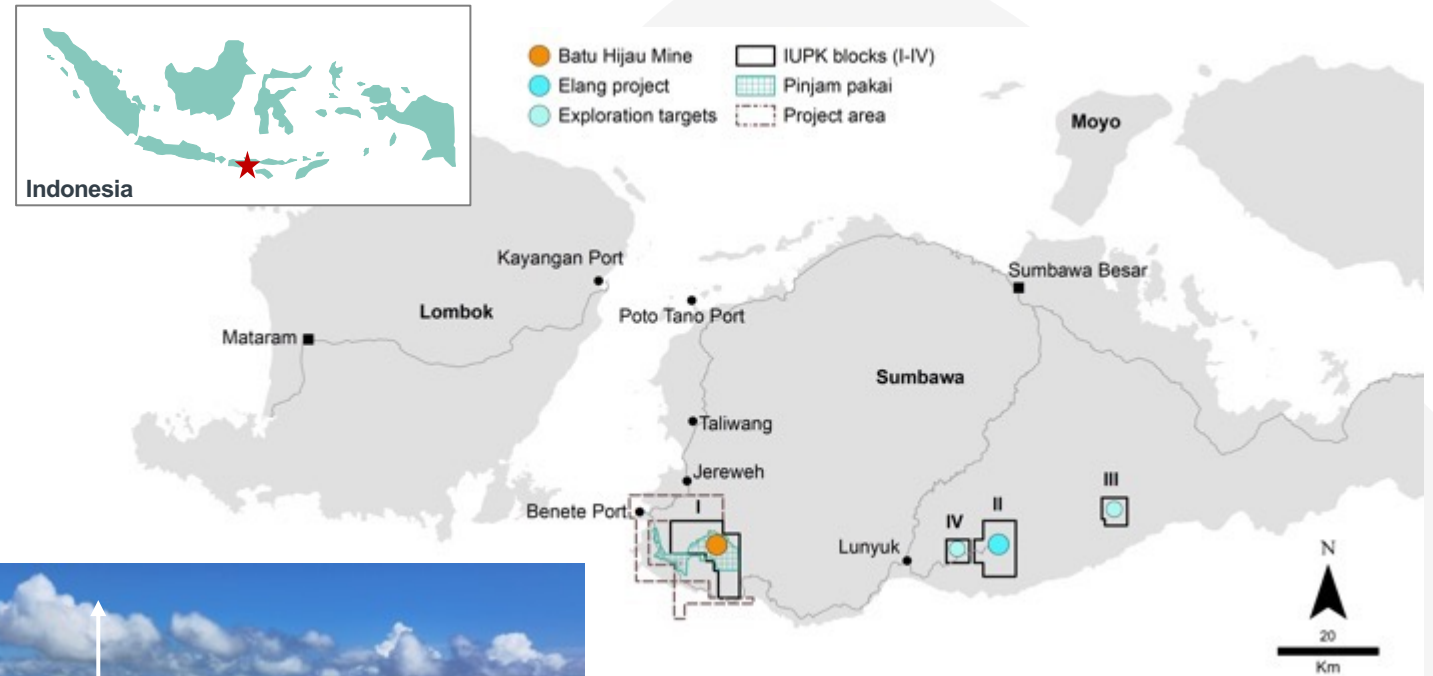 Indonesia
Batu Hijau Mine
Elang project
Exploration targets
IUPK blocks (I-IV)
Pinjam pakai
Project area
Moyo
Kayangan Port
Lombok
Mataram
Poto Tano Port
Sumbawa Besar
Sumbawa
Taliwang
Jereweh
Benete Port
I
Lunyuk
IV
II
III
N
20
Km